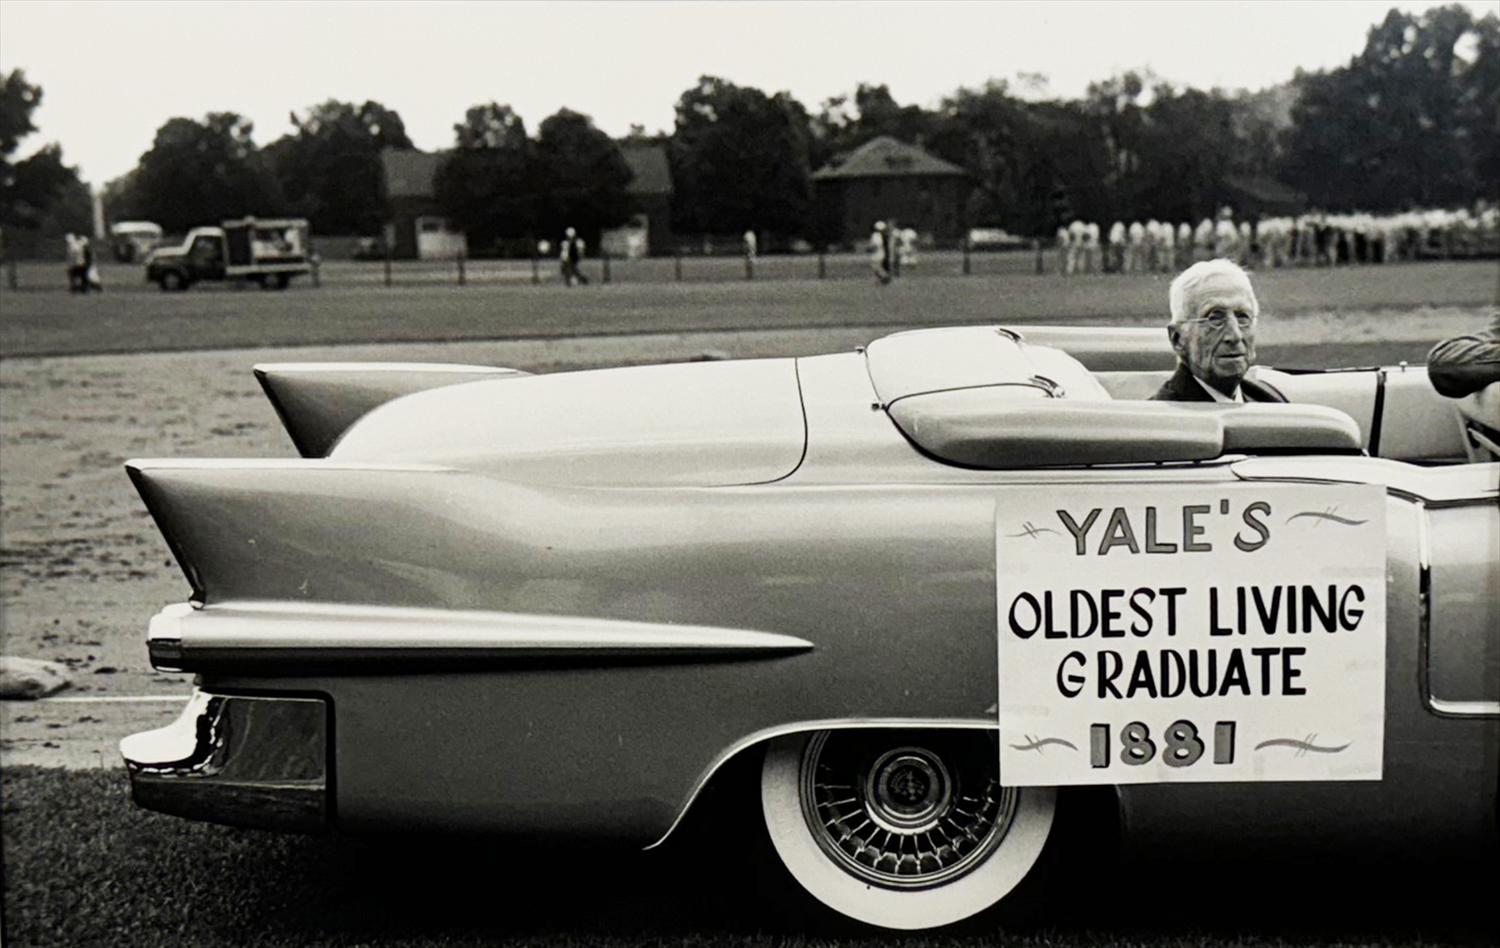 YALE'S
OLDEST LIVING
GRADUATE
1881